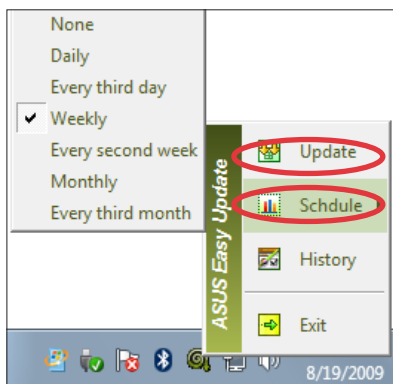 None
Daily
Every third day
Weekly
Every second week
Monthly
Every third month
ASUS Easy Update
Update
Schdule
History
Exit
8/19/2009